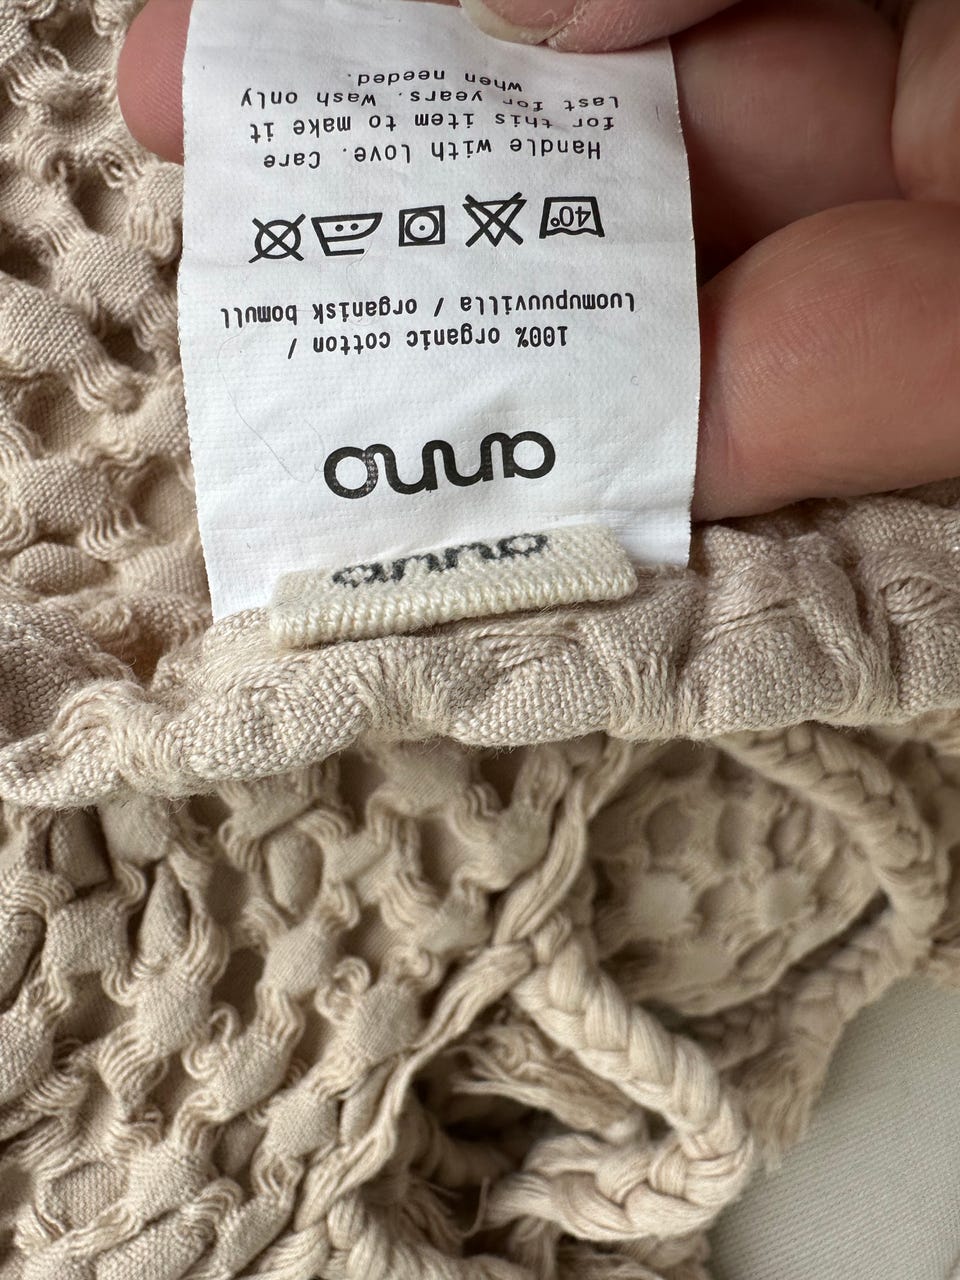 anno
anno
100% organic cotton /
luomupuuvilla / organisk bomull
40°
Handle with love. Care
for this item to make it
last for years. Wash only
when needed.